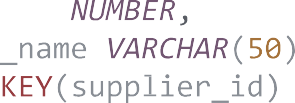 NUMBER,
_name VARCHAR(50)
KEY(supplier_id)